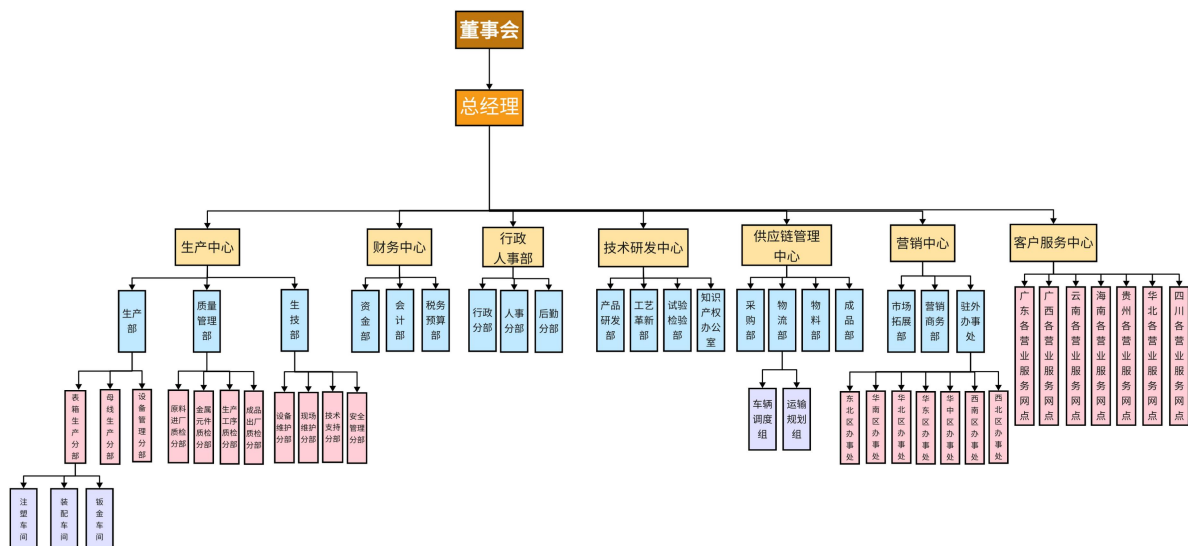 董事会
总经理
生产中心
财务中心
行政
人事部
技术研发中心
供应链管理
中心
营销中心
客户服务中心
生产
部
质量
管理部
生
技
部
资
金
部
会
计
部
税务
预算
部
行政
分部
人事
分部
后勤
分部
产品
研发
部
工艺
革新
部
试验
检验
部
知识
产权
办公
室
采
购
部
物
流
部
物
料
部
成
品
部
市场
拓展
部
营销
商务
部
驻外
办事
处
广东各营业服务网点
广西各营业服务网点
云南各营业服务网点
海南各营业服务网点
贵州各营业服务网点
华北各营业服务网点
四川各营业服务网点
表箱生产分部
母线生产分部
设备管理分部
原料
进厂
质检
分部
金属
元件
质检
分部
生产
工序
质检
分部
成品
出厂
质检
分部
设备
维护
分部
现场
维护
分部
技术
支持
分部
安全
管理
分部
车辆
调度
组
运输
规划
组
东北区办事处
华南区办事处
华北区办事处
华东区办事处
华中区办事处
西南区办事处
西北区办事处
注塑车间
装配车间
钣金车间